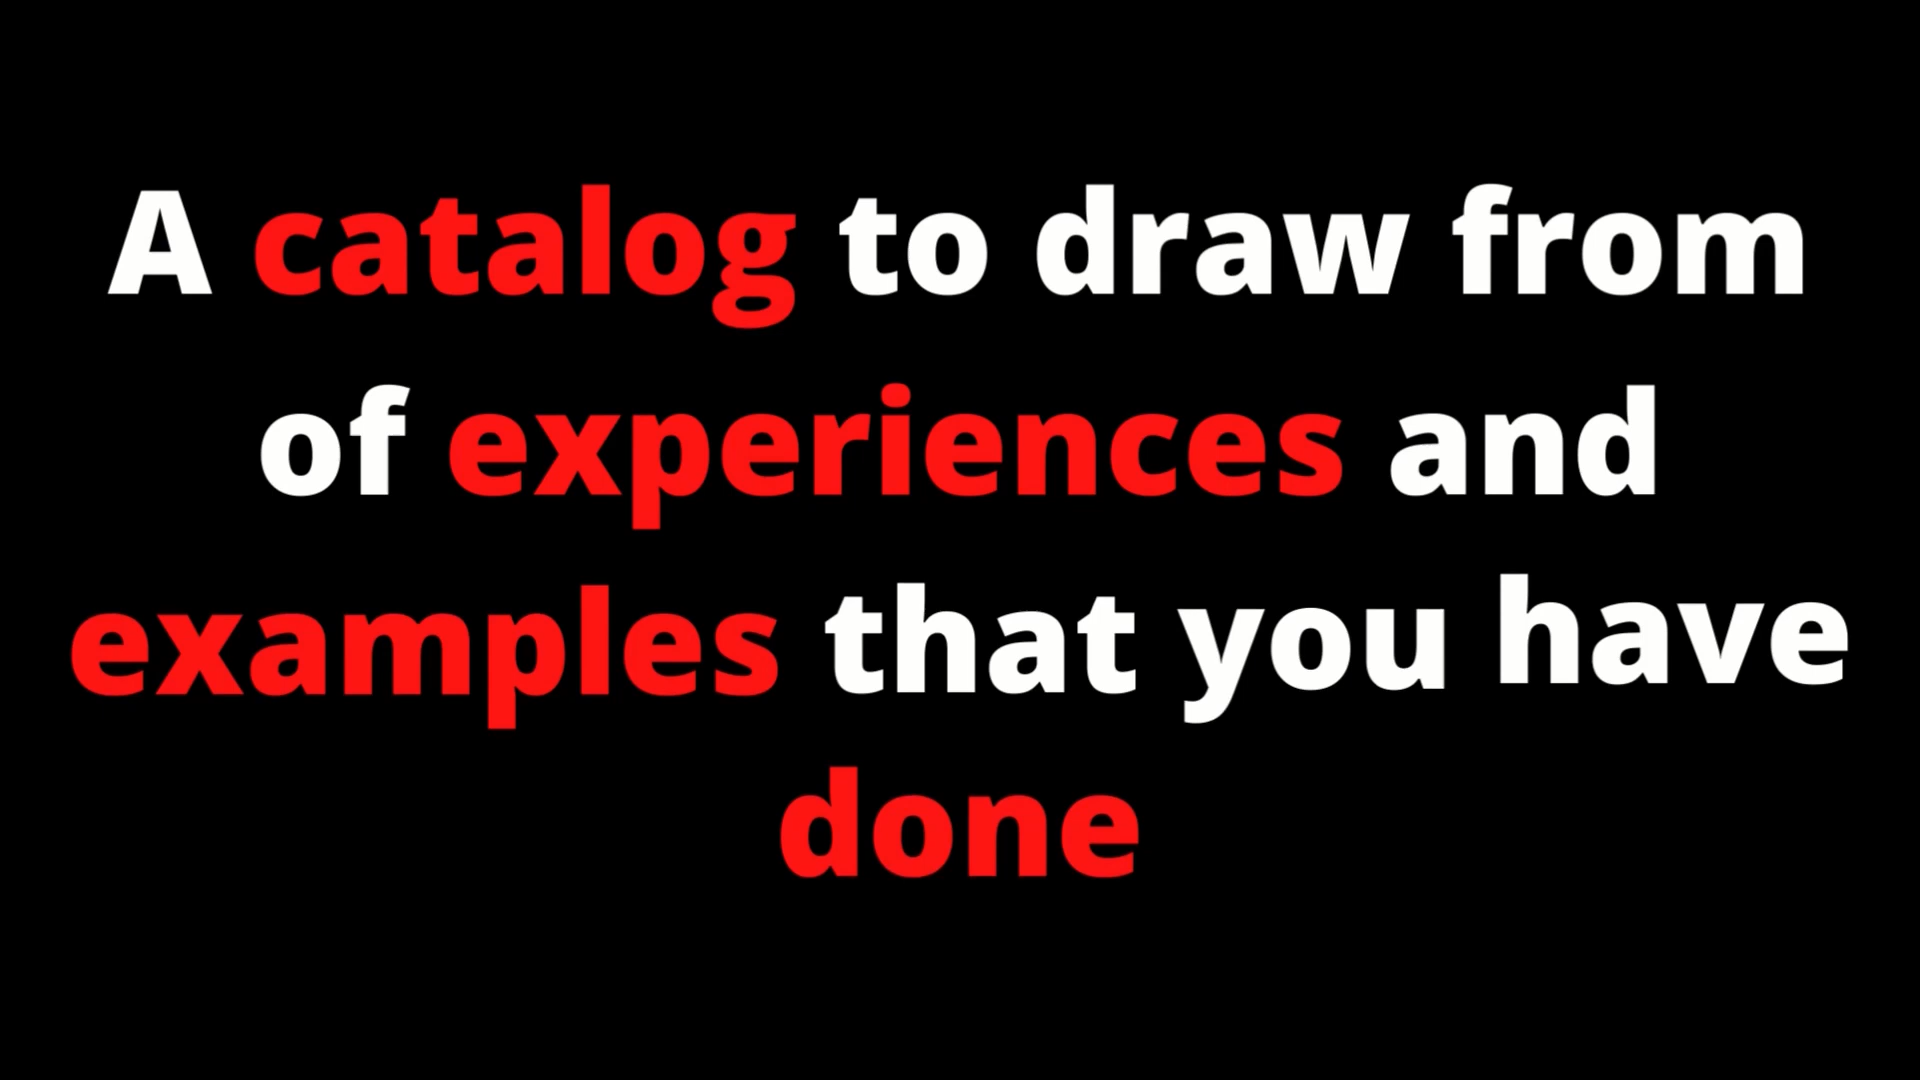 A catalog to draw from
of experiences and
examples that you have
done